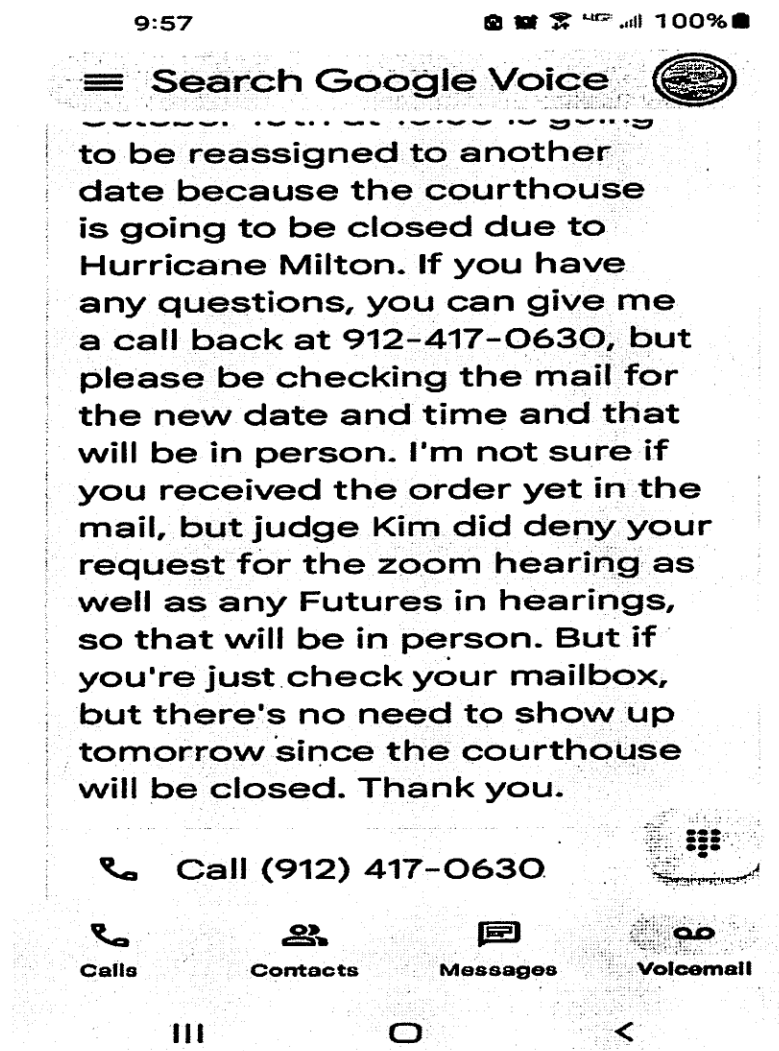 9:57 100%
Search Google Voice
to be reassigned to another
date because the courthouse
is going to be closed due to
Hurricane Milton. If you have
any questions, you can give me
a call back at 912-417-0630, but
please be checking the mail for
the new date and time and that
will be in person. I'm not sure if
you received the order yet in the
mail, but judge Kim did deny your
request for the zoom hearing as
well as any Futures in hearings,
so that will be in person. But if
you're just check your mailbox,
but there's no need to show up
tomorrow since the courthouse
will be closed. Thank you.
Call (912) 417-0630
Calls Contacts Messages Voicemail